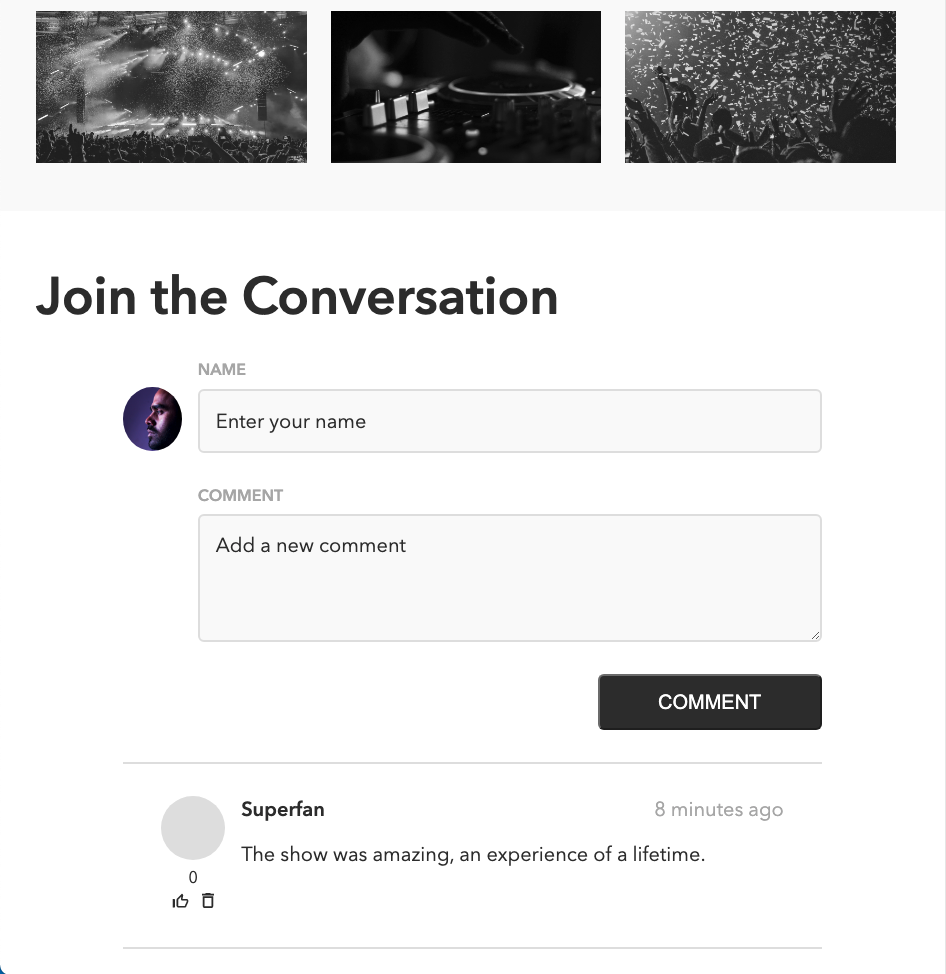 Join the Conversation
NAME
Enter your name
COMMENT
Add a new comment
COMMENT
Superfan 8 minutes ago
The show was amazing, an experience of a lifetime.
0